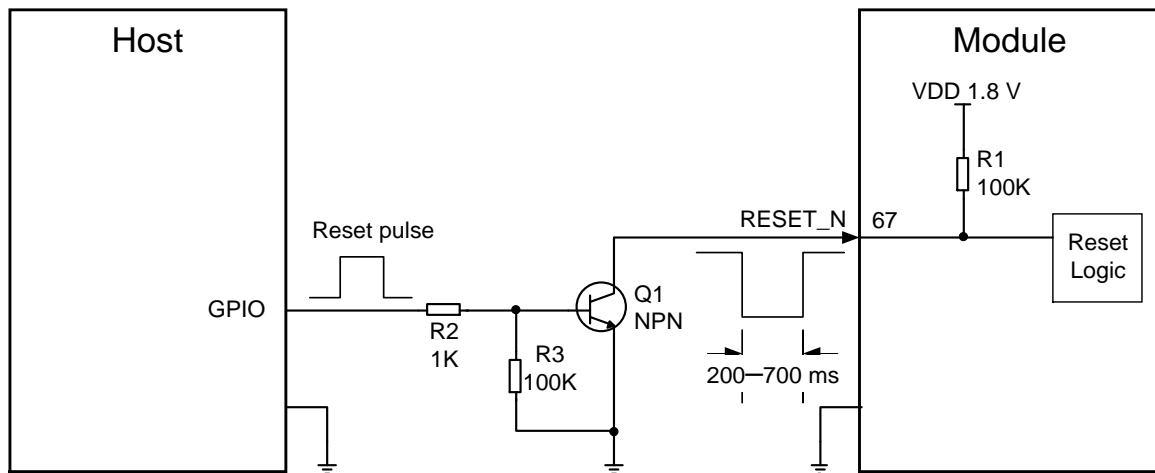 Host
Module
VDD 1.8 V
R1
100K
RESET_N
67
Reset
Logic
Reset pulse
GPIO
R2
1K
R3
100K
Q1
NPN
200–700 ms